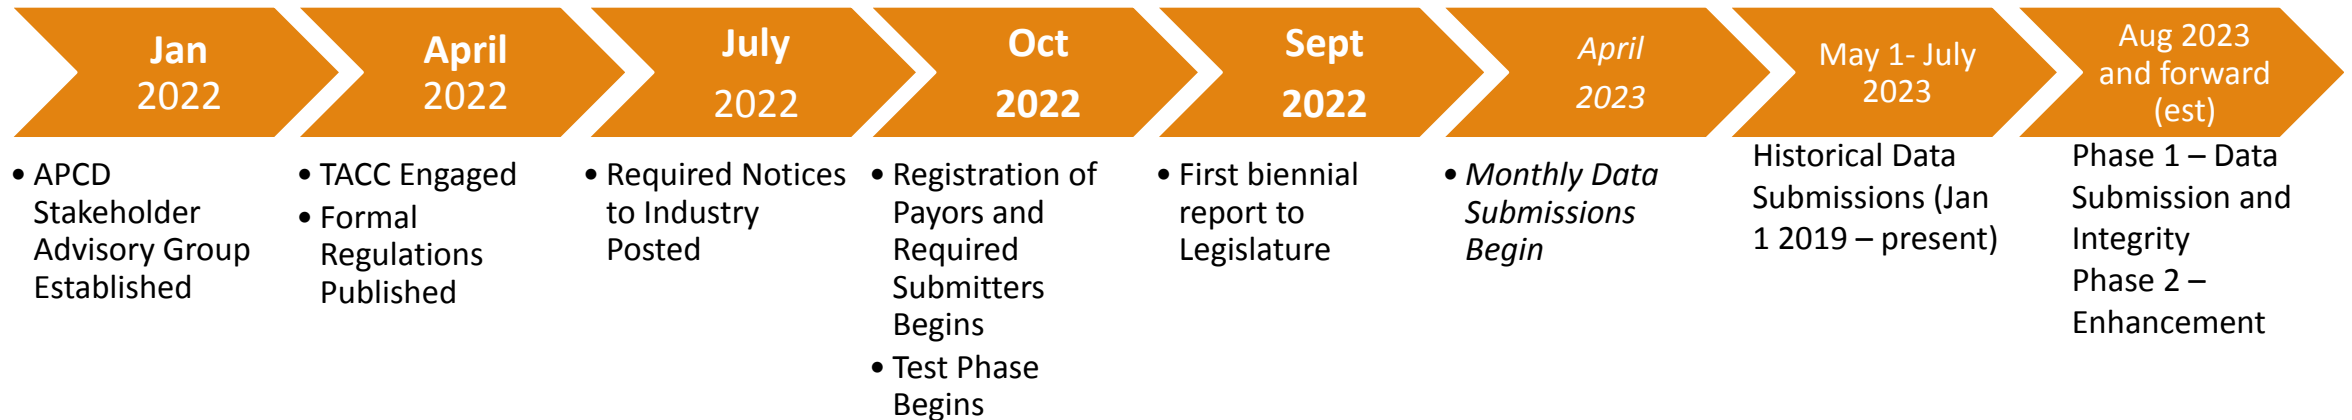 Jan
2022
April
2022
July
2022
Oct
2022
Sept
2022
April
2023
May 1- July
2023
Aug 2023
and forward
(est)
• APCD
Stakeholder
Advisory Group
Established
• TACC Engaged
• Formal
Regulations
Published
• Required Notices
to Industry
Posted
• Registration of
Payors and
Required
Submitters
Begins
• Test Phase
Begins
• First biennial
report to
Legislature
• Monthly Data
Submissions
Begin
Historical Data
Submissions (Jan
1 2019 – present)
Phase 1 – Data
Submission and
Integrity
Phase 2 –
Enhancement